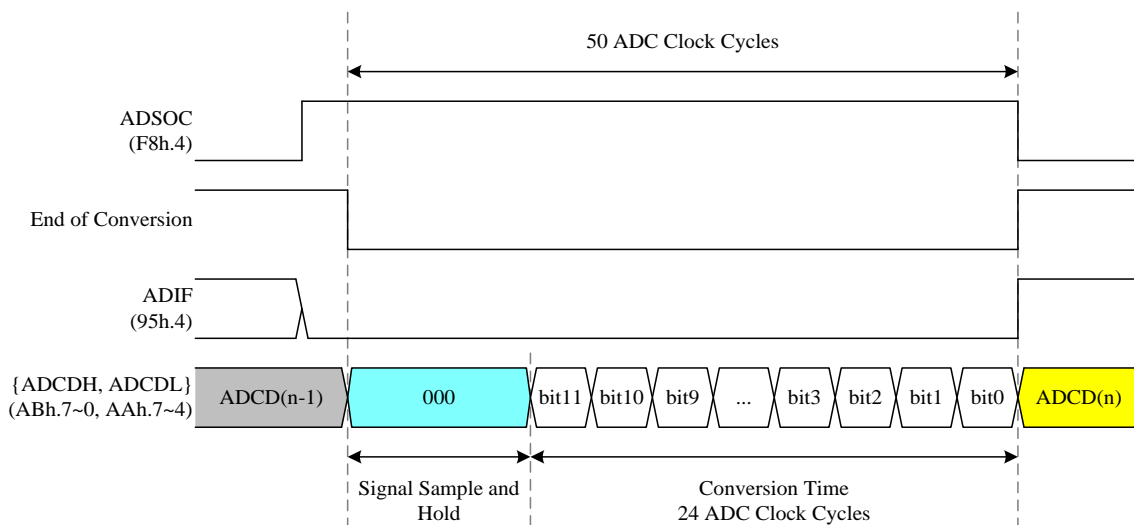 50 ADC Clock Cycles
ADSOC
(F8h.4)
End of Conversion
ADIF
(95h.4)
{ADCDH, ADCDL}
(ABh.7~0, AAh.7~4)
ADCD(n-1)
000
bit11
bit10
bit9
...
bit3
bit2
bit1
bit0
ADCD(n)
Signal Sample and
Hold
Conversion Time
24 ADC Clock Cycles